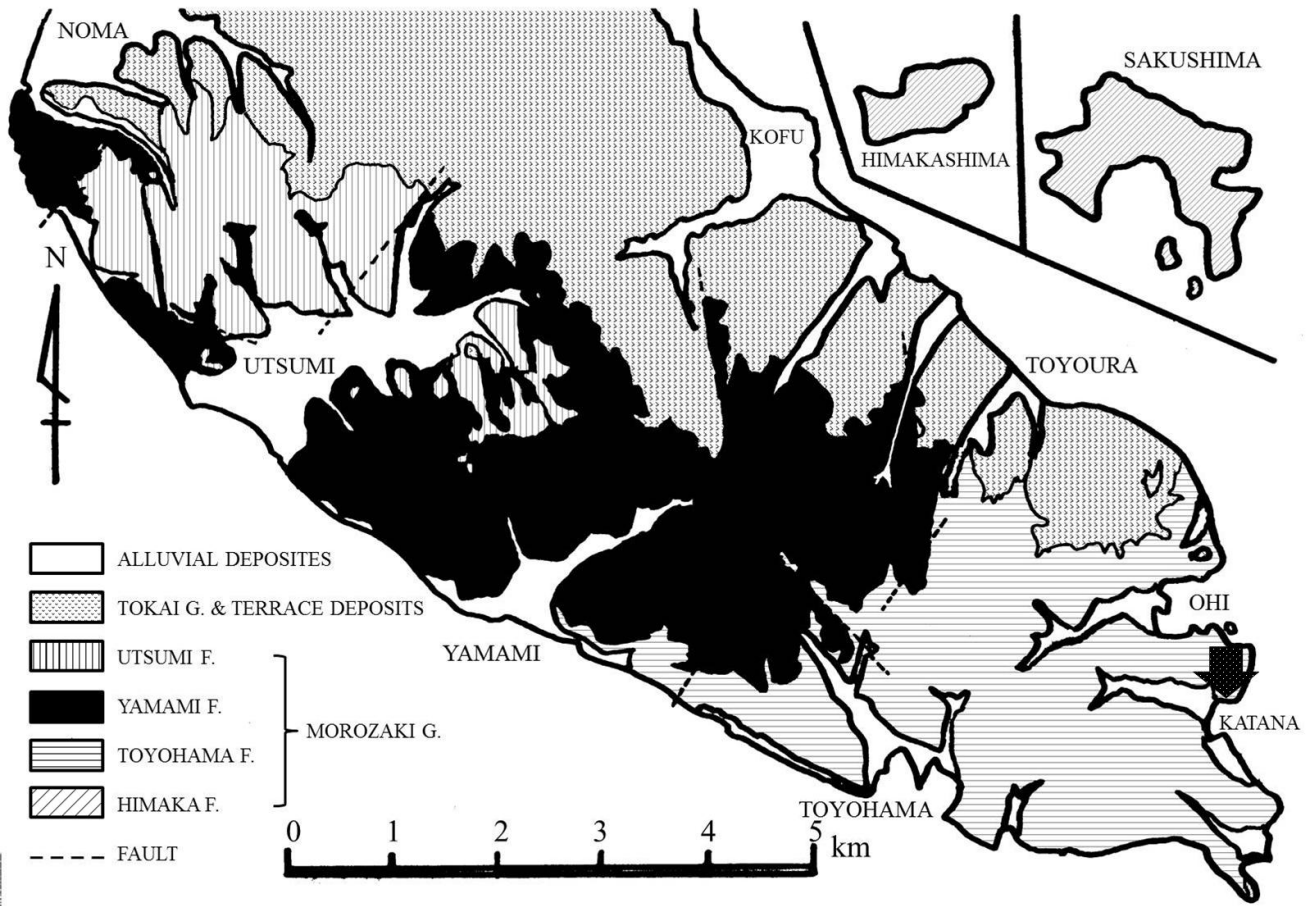 NOMA
SAKUSHIMA
KOFU
HIMAKASHIMA
N
UTSUMI
TOYOURA
ALLUVIAL DEPOSITES
TOKAI G. & TERRACE DEPOSITS
OHI
UTSUMI F.
YAMAMI
YAMAMI F.
MOROZAKI G.
KATANA
TOYOHAMA F.
HIMAKA F.
TOYOHAMA
0 1 2 3 4 5
km
FAULT